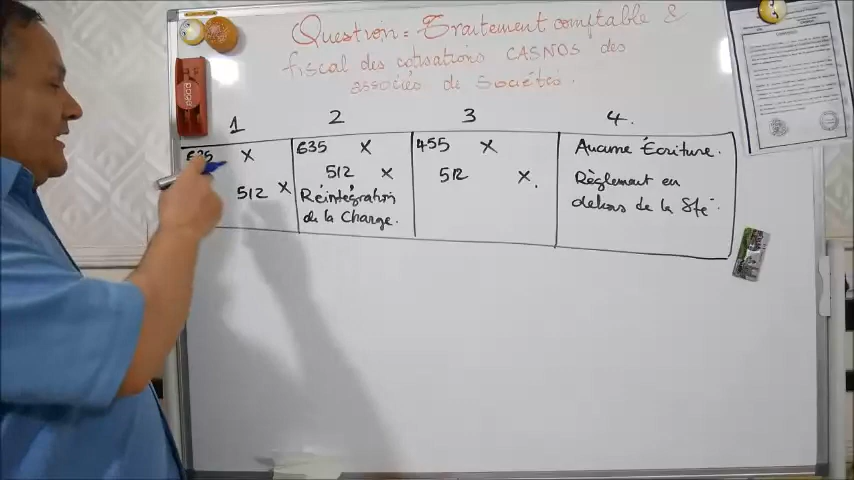 Question = Traitement comptable &
fiscal des cotisations CASNOS des
associés de Sociétés.
1 2 3 4.
635 X
512 X
635 X
512 X
Réintégration
de la Charge.
455 X
512 X.
Aucune Écriture.
Règlement en
dehors de la Sté